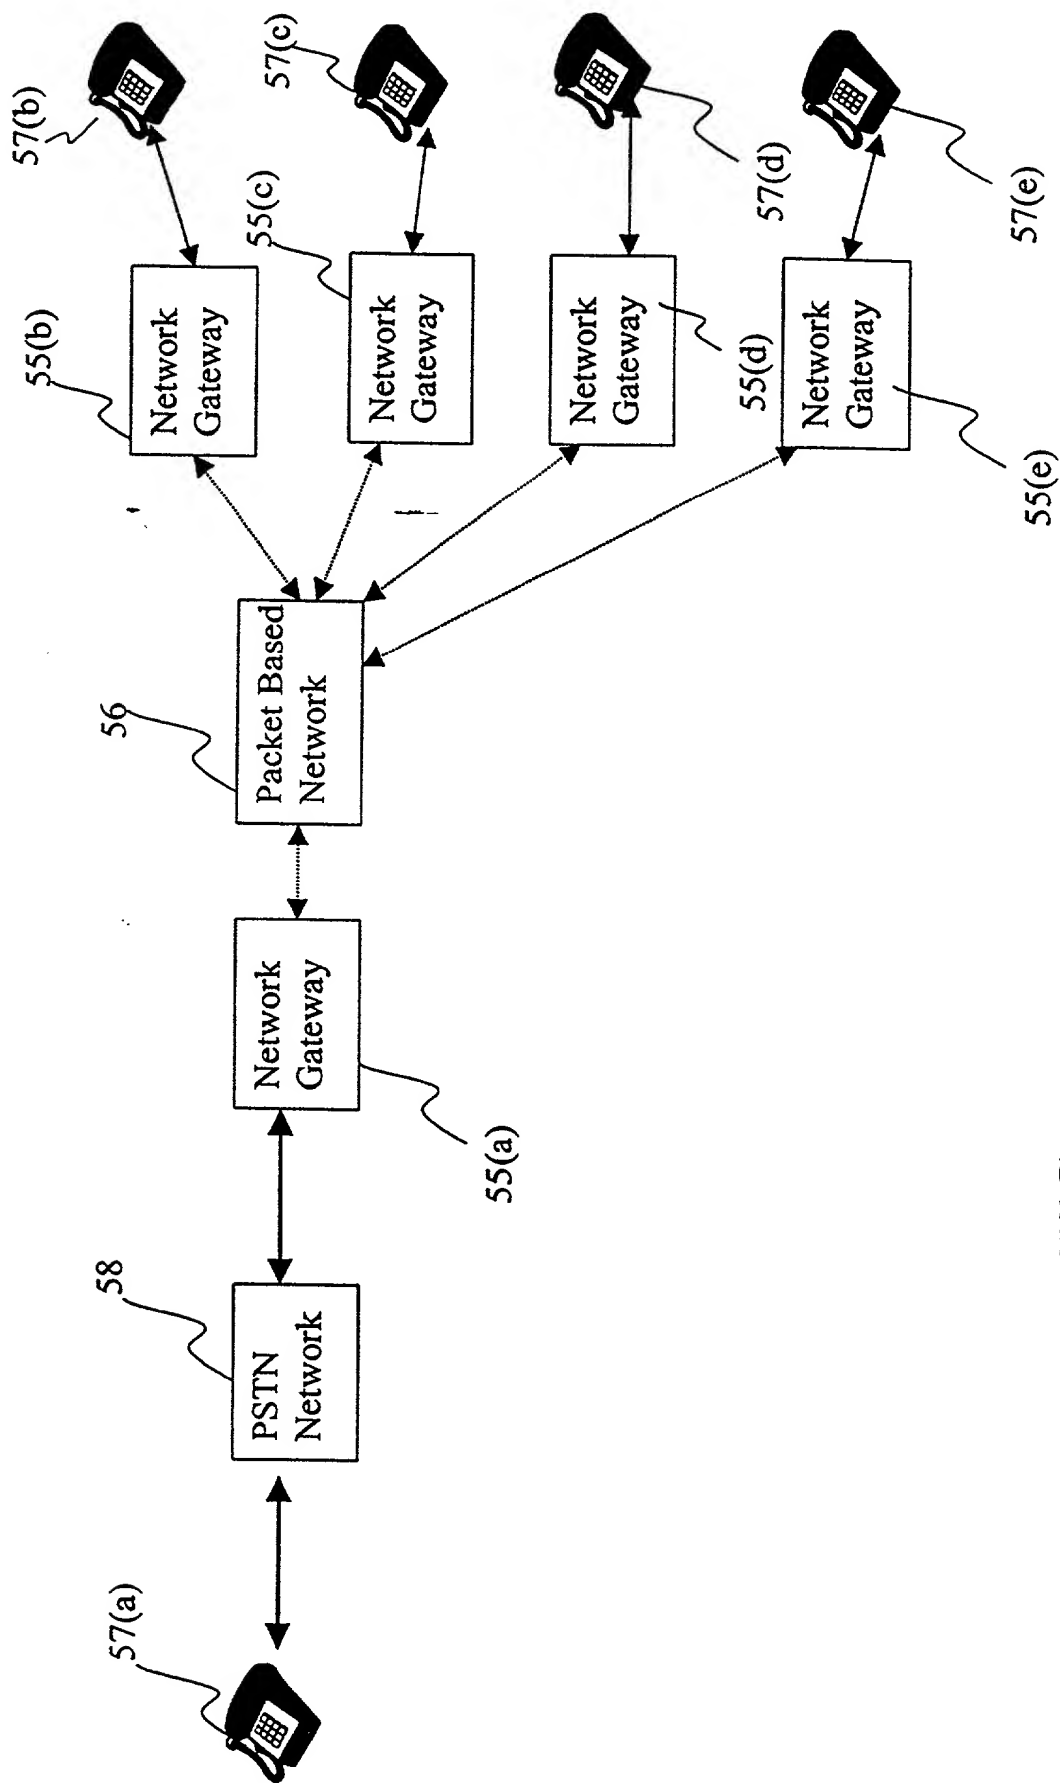 57(a)
58
PSTN
Network
55(a)
Network
Gateway
56
Packet Based
Network
55(b)
Network
Gateway
57(b)
55(c)
Network
Gateway
57(c)
55(d)
Network
Gateway
57(d)
55(e)
Network
Gateway
57(e)